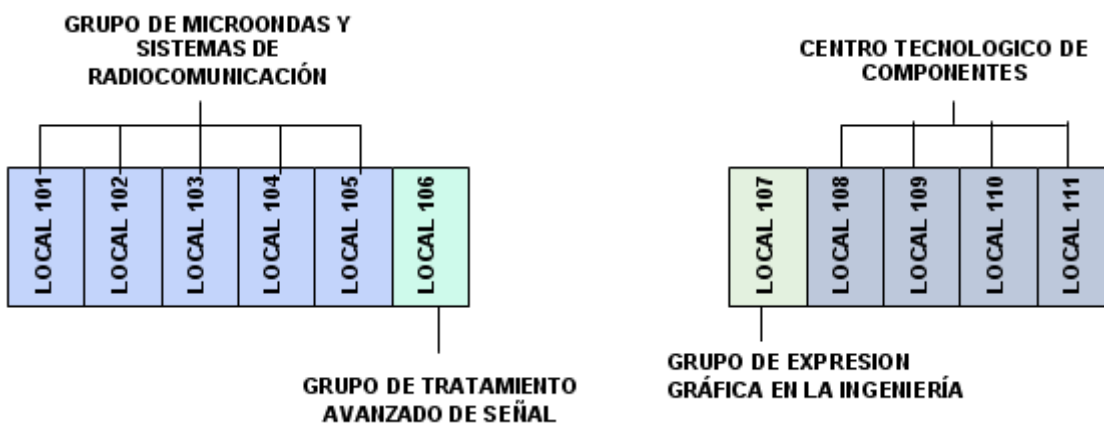 GRUPO DE MICROONDAS Y
SISTEMAS DE
RADIOCOMUNICACIÓN
CENTRO TECNOLOGICO DE
COMPONENTES
LOCAL 101
LOCAL 102
LOCAL 103
LOCAL 104
LOCAL 105
LOCAL 106
LOCAL 107
LOCAL 108
LOCAL 109
LOCAL 110
LOCAL 111
GRUPO DE TRATAMIENTO
AVANZADO DE SEÑAL
GRUPO DE EXPRESION
GRÁFICA EN LA INGENIERÍA